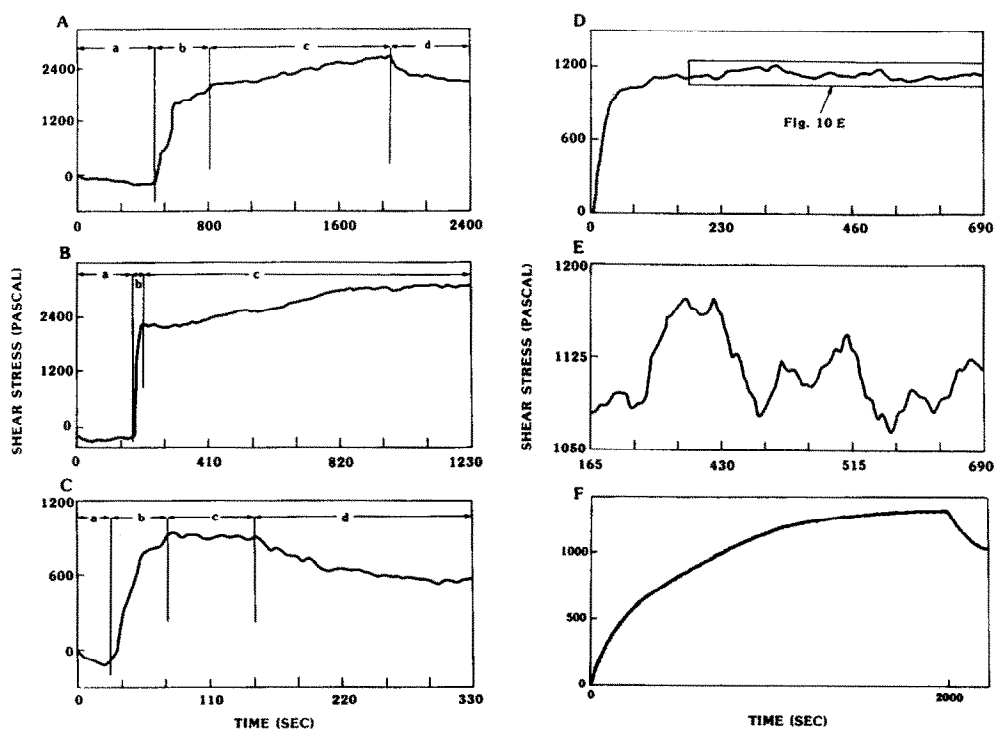 A
a b c d
2400
1200
0
0 800 1600 2400
B
a b c
2400
1200
0
0 410 820 1230
C
a b c d
1200
600
0
0 110 220 330
TIME (SEC)
SHEAR STRESS (PASCAL)
D
1200
600
0
Fig. 10 E
0 230 460 690
E
1200
1125
1050
165 430 515 690
F
1000
500
0
0 2000
TIME (SEC)
SHEAR STRESS (PASCAL)